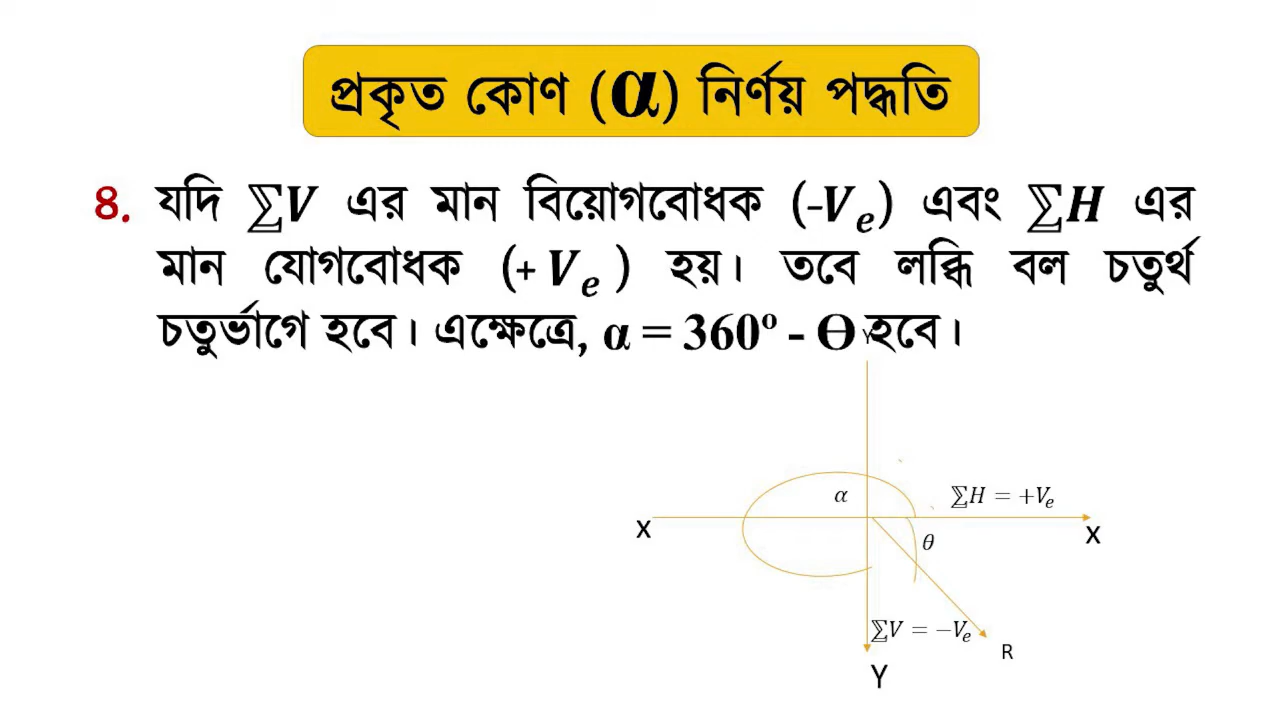 প্রকৃত কোণ (α) নির্ণয় পদ্ধতি
৪. যদি ∑V এর মান বিয়োগবোধক (-Vₑ) এবং ∑H এর
মান যোগবোধক (+ Vₑ ) হয়। তবে লব্ধি বল চতুর্থ
চতুর্ভাগে হবে। এক্ষেত্রে, α = 360º - Ɵ হবে।
α
∑H = +Vₑ
X
X
θ
∑V = −Vₑ
R
Y